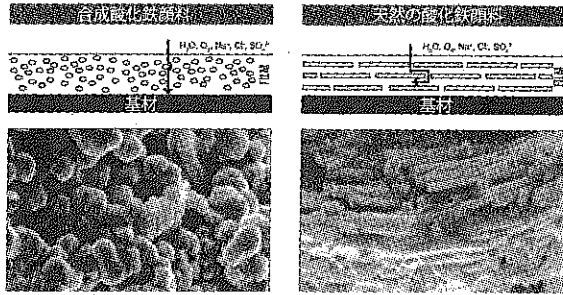 合成酸化鉄顔料
H₂O, O₂, Na⁺, Cl⁻, SO₄²⁻
基材
天然の酸化鉄顔料
H₂O, O₂, Na⁺, Cl⁻, SO₄²⁻
基材